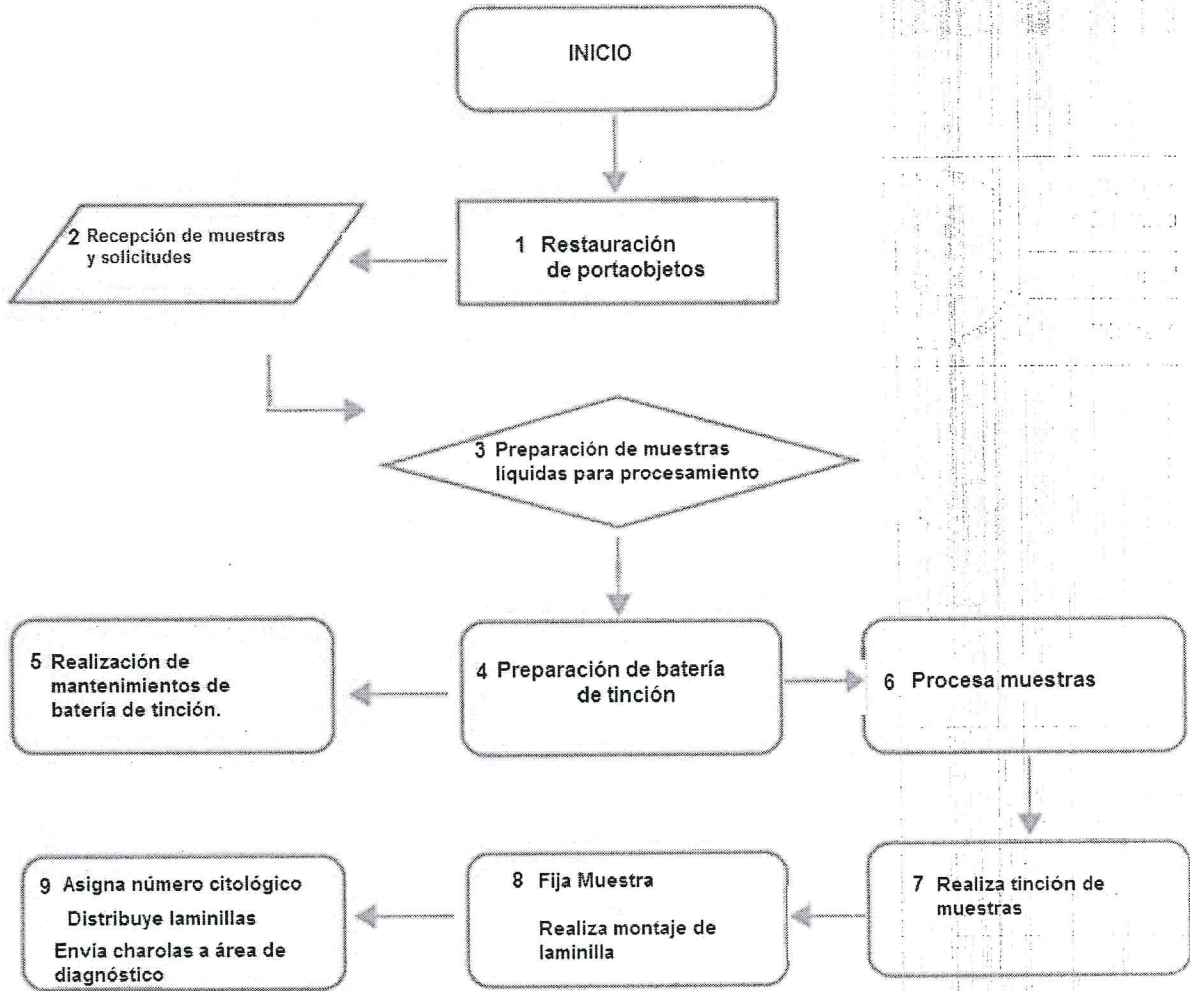 INICIO
1 Restauración
de portaobjetos
2 Recepción de muestras
y solicitudes
3 Preparación de muestras
líquidas para procesamiento
4 Preparación de batería
de tinción
5 Realización de
mantenimientos de
batería de tinción.
6 Procesa muestras
7 Realiza tinción de
muestras
8 Fija Muestra
Realiza montaje de
laminilla
9 Asigna número citológico
Distribuye laminillas
Envía charolas a área de
diagnóstico